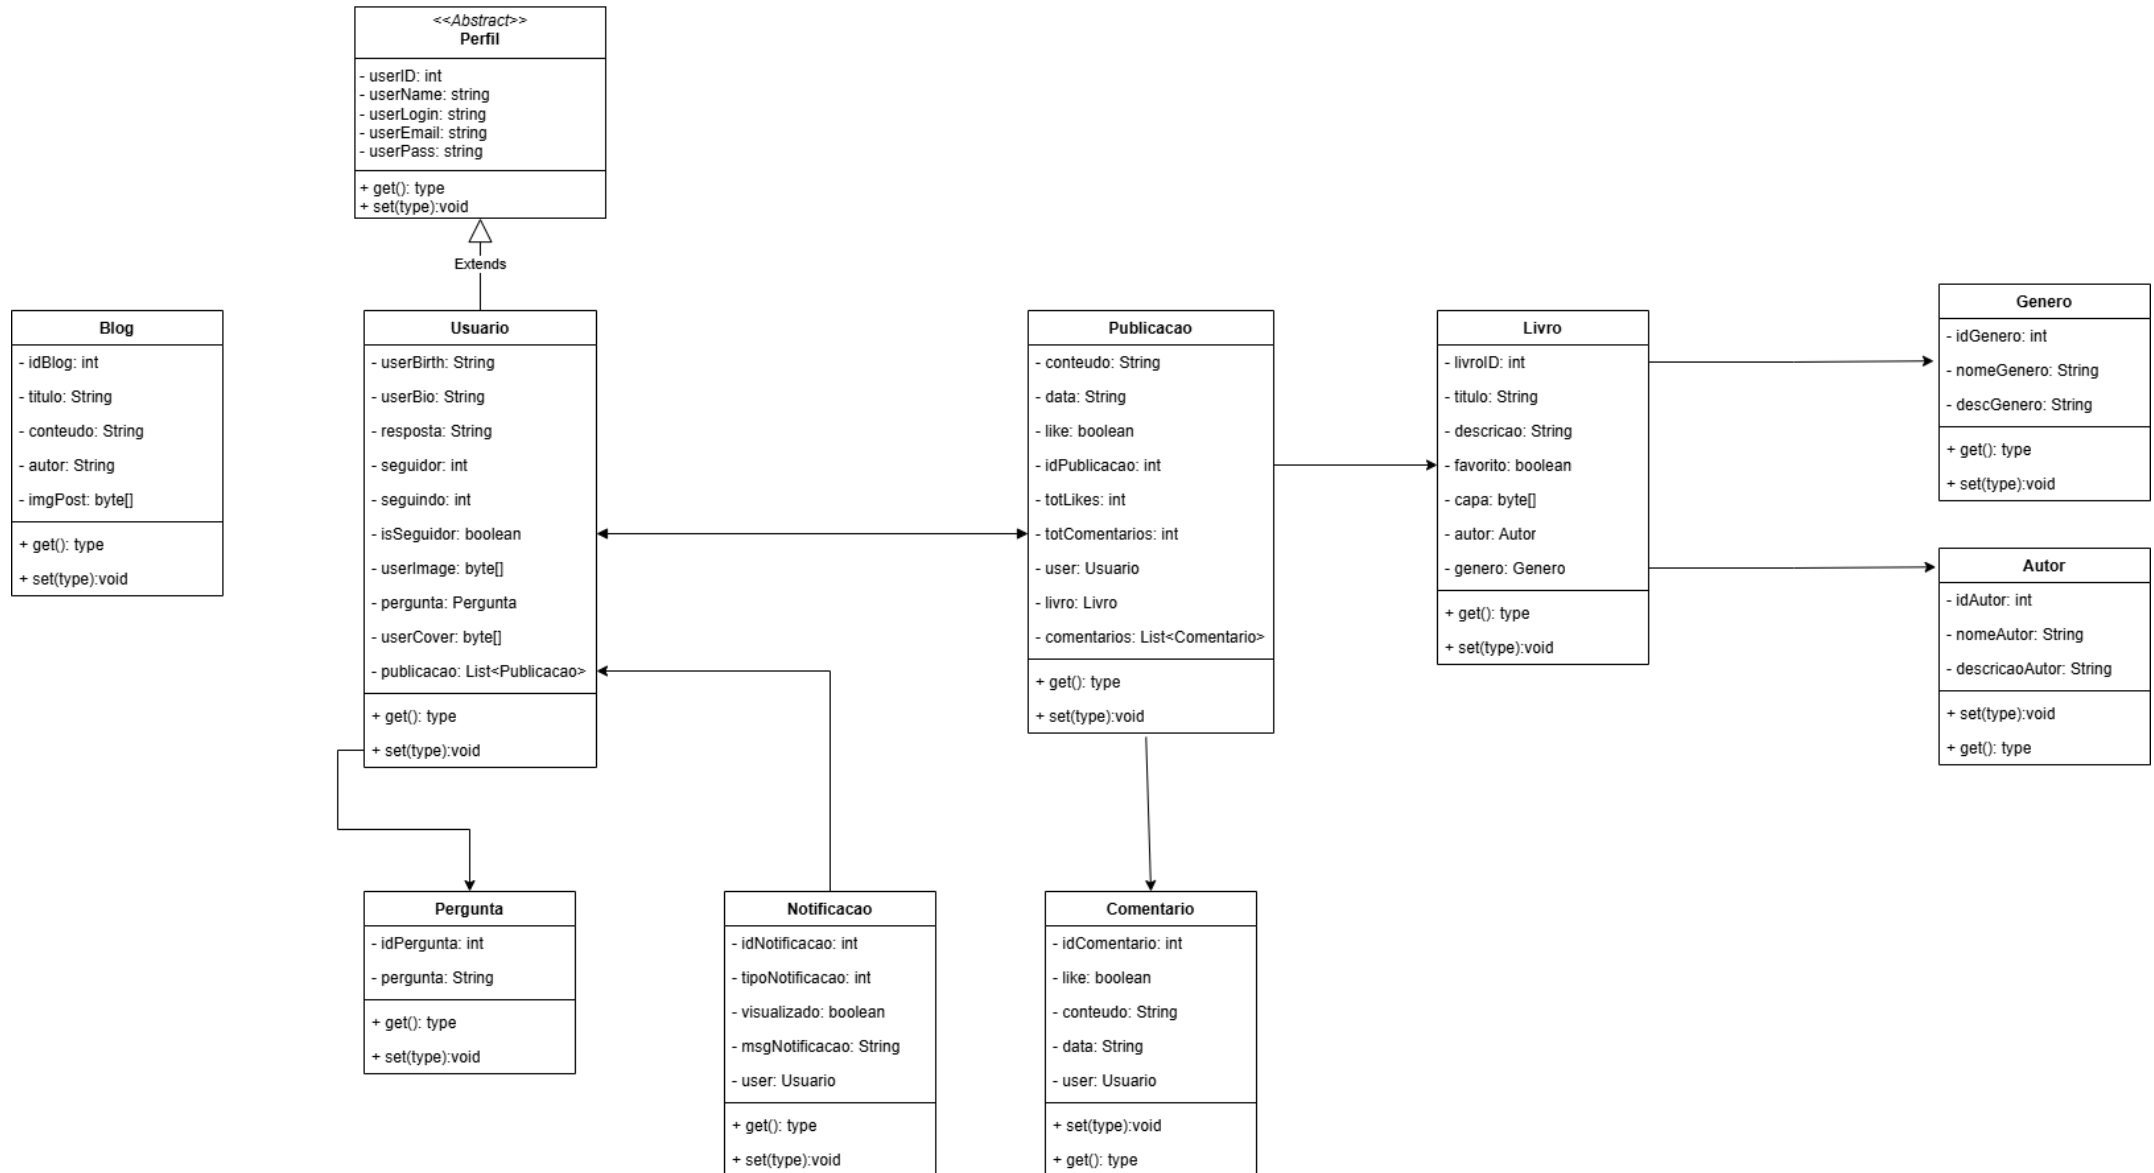 <<Abstract>>
Perfil
- userID: int
- userName: string
- userLogin: string
- userEmail: string
- userPass: string
+ get(): type
+ set(type):void
Extends
Blog
- idBlog: int
- titulo: String
- conteudo: String
- autor: String
- imgPost: byte[]
+ get(): type
+ set(type):void
Usuario
- userBirth: String
- userBio: String
- resposta: String
- seguidor: int
- seguindo: int
- isSeguidor: boolean
- userImage: byte[]
- pergunta: Pergunta
- userCover: byte[]
- publicacao: List<Publicacao>
+ get(): type
+ set(type):void
Publicacao
- conteudo: String
- data: String
- like: boolean
- idPublicacao: int
- totLikes: int
- totComentarios: int
- user: Usuario
- livro: Livro
- comentarios: List<Comentario>
+ get(): type
+ set(type):void
Livro
- livroID: int
- titulo: String
- descricao: String
- favorito: boolean
- capa: byte[]
- autor: Autor
- genero: Genero
+ get(): type
+ set(type):void
Genero
- idGenero: int
- nomeGenero: String
- descGenero: String
+ get(): type
+ set(type):void
Autor
- idAutor: int
- nomeAutor: String
- descricaoAutor: String
+ set(type):void
+ get(): type
Pergunta
- idPergunta: int
- pergunta: String
+ get(): type
+ set(type):void
Notificacao
- idNotificacao: int
- tipoNotificacao: int
- visualizado: boolean
- msgNotificacao: String
- user: Usuario
+ get(): type
+ set(type):void
Comentario
- idComentario: int
- like: boolean
- conteudo: String
- data: String
- user: Usuario
+ set(type):void
+ get(): type